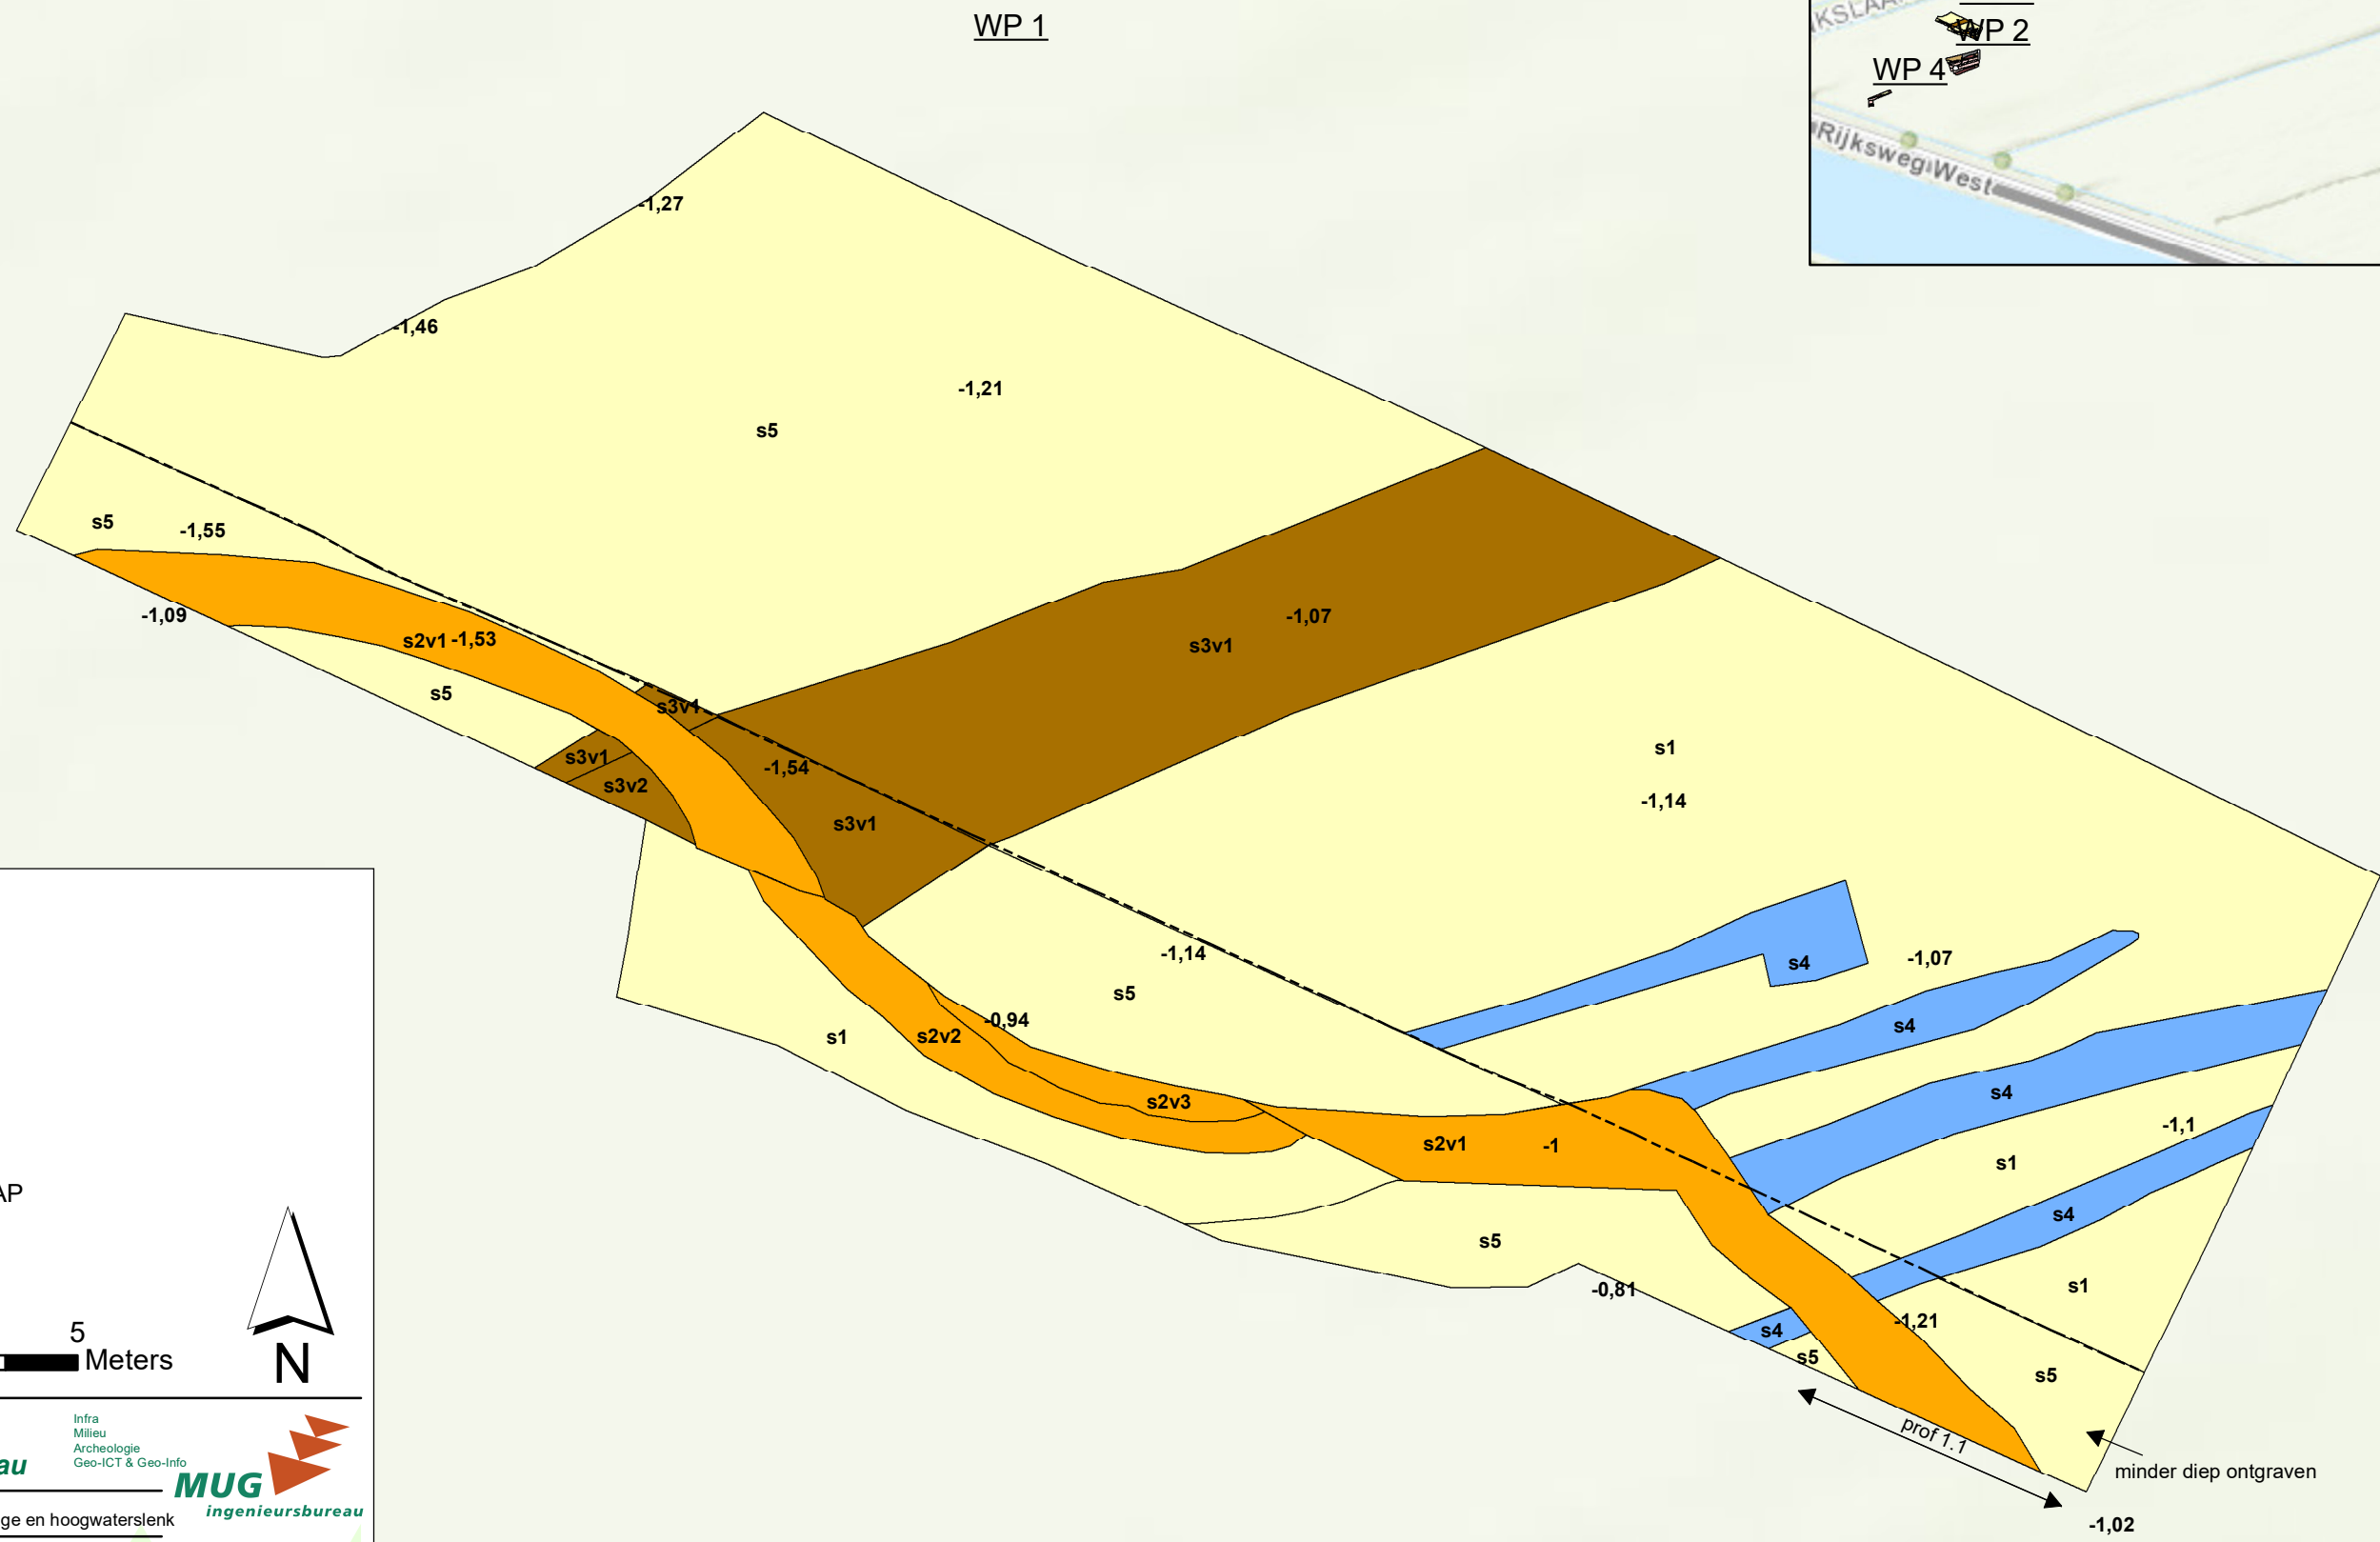 WP 1
WP 2
WP 4
Rijksweg West
-1,27
-1,46
-1,21
s5
s5
-1,55
-1,09
s2v1 -1,53
s5
s3v1
s3v1
s3v2
-1,54
s3v1
-1,07
s3v1
s1
-1,14
-1,14
s5
s4
-1,07
s4
-0,94
s1
s2v2
s2v3
s4
-1,1
s2v1
-1
s1
s4
s5
-0,81
s1
s4
-1,21
s5
s5
prof 1.1
minder diep ontgraven
-1,02
AP
5
Meters
N
Infra
Milieu
Archeologie
Geo-ICT & Geo-Info
au
MUG
ingenieursbureau
ge en hoogwaterslenk